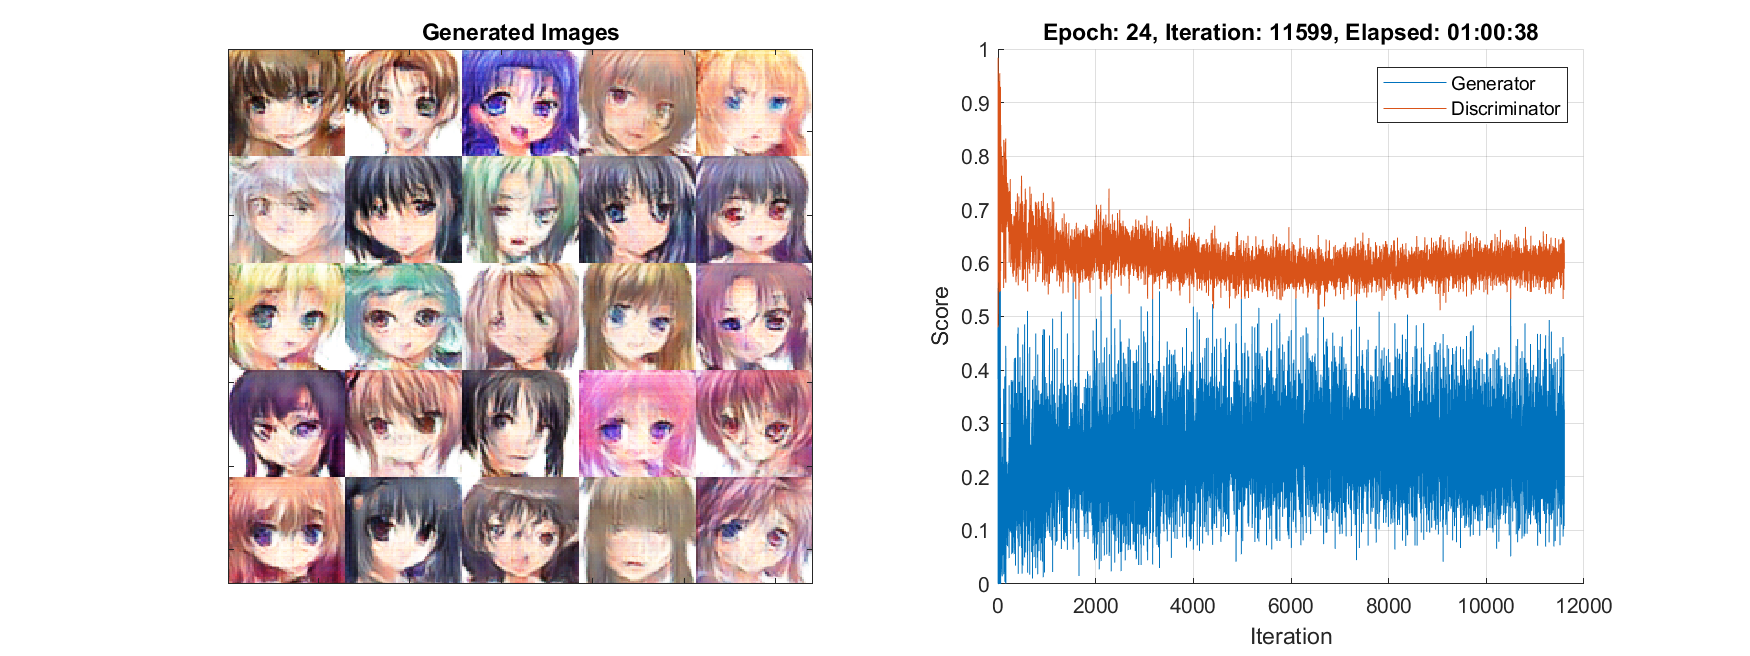 Generated Images
Epoch: 24, Iteration: 11599, Elapsed: 01:00:38
Generator
Discriminator
1
0.9
0.8
0.7
0.6
0.5
0.4
0.3
0.2
0.1
0
Score
0 2000 4000 6000 8000 10000 12000
Iteration